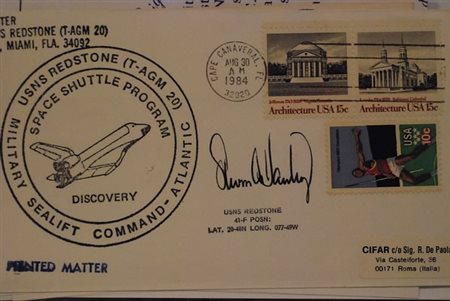 TER
S REDSTONE (T-AGM 20)
, MIAMI, FLA. 34092
USNS REDSTONE (T-AGM 20)
SPACE SHUTTLE PROGRAM
DISCOVERY
MILITARY SEALIFT COMMAND-ATLANTIC
CAPE CANAVERAL, FL
AUG 30
AM
1984
32920
Architecture USA 15c
Architecture USA 15c
USA
10c
USNS REDSTONE
41-F POSN:
LAT. 28-48N LONG. 077-49W
PRINTED MATTER
CIFAR c/o Sig. R. De Paola
Via Castelforte, 36
00171 Roma (Italia)